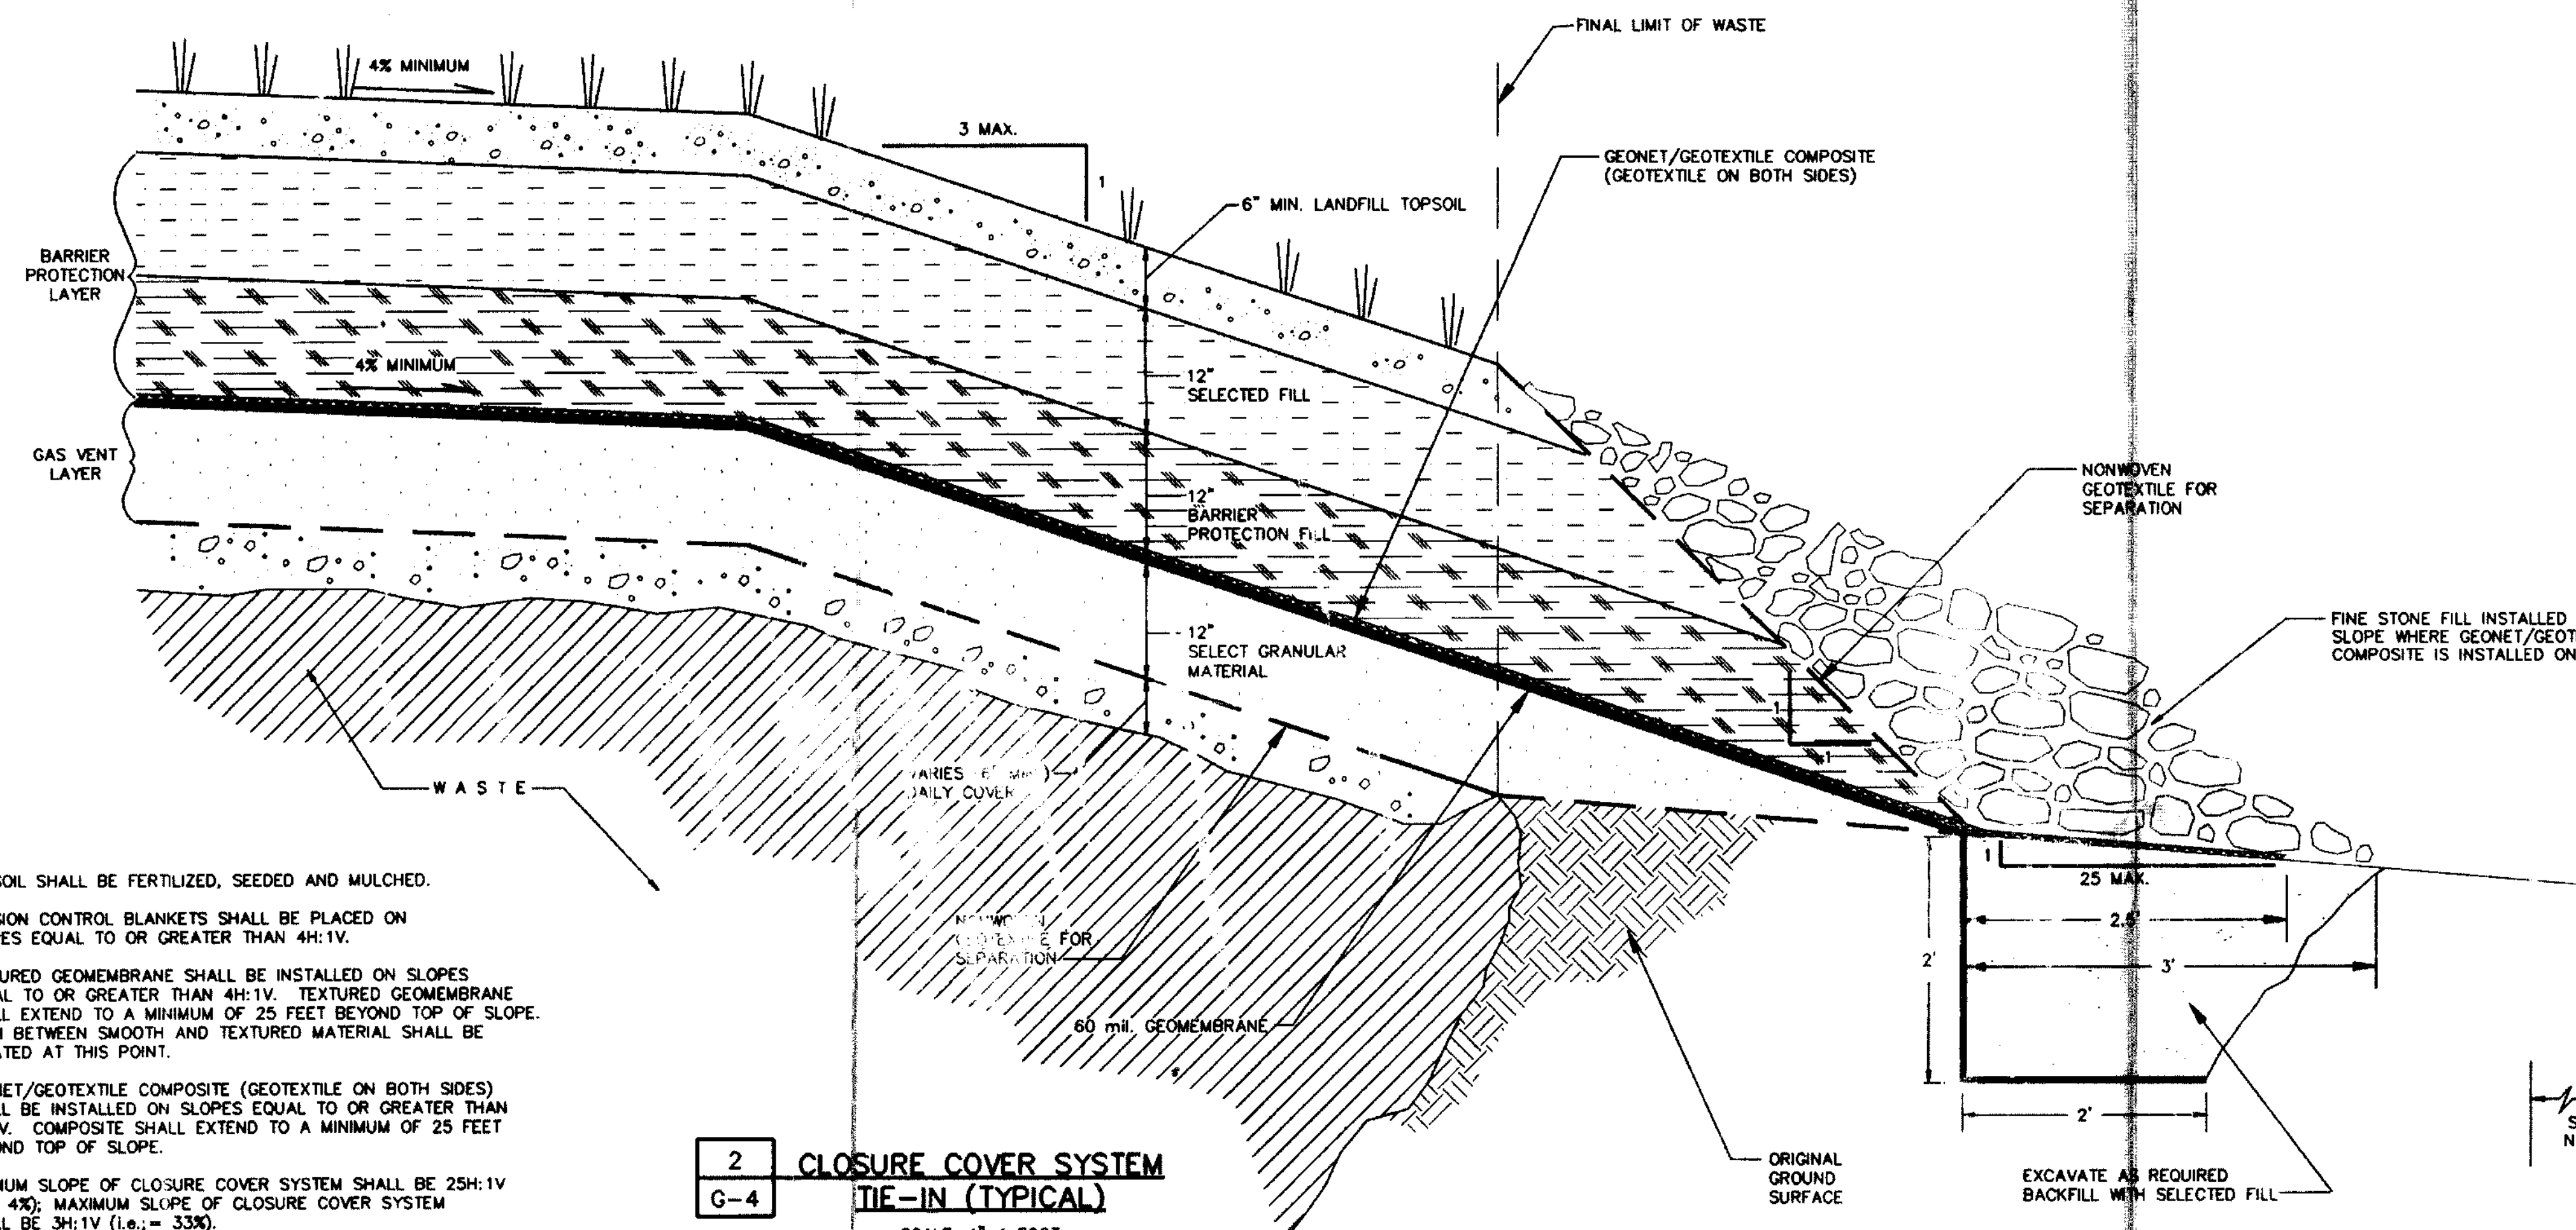 FINAL LIMIT OF WASTE
4% MINIMUM
3 MAX.
1
GEONET/GEOTEXTILE COMPOSITE
(GEOTEXTILE ON BOTH SIDES)
6" MIN. LANDFILL TOPSOIL
BARRIER
PROTECTION
LAYER
4% MINIMUM
12"
SELECTED FILL
GAS VENT
LAYER
NONWOVEN
GEOTEXTILE FOR
SEPARATION
12"
BARRIER
PROTECTION FILL
12"
SELECT GRANULAR
MATERIAL
FINE STONE FILL INSTALLED
SLOPE WHERE GEONET/GEOT
COMPOSITE IS INSTALLED ON
1
1
WASTE
VARIES (6" MIN.)
DAILY COVER
1
25 MAX.
2.5'
2'
3'
2'
NONWOVEN
GEOTEXTILE FOR
SEPARATION
60 mil. GEOMEMBRANE
SOIL SHALL BE FERTILIZED, SEEDED AND MULCHED.
SION CONTROL BLANKETS SHALL BE PLACED ON
ES EQUAL TO OR GREATER THAN 4H:1V.
URED GEOMEMBRANE SHALL BE INSTALLED ON SLOPES
AL TO OR GREATER THAN 4H:1V. TEXTURED GEOMEMBRANE
LL EXTEND TO A MINIMUM OF 25 FEET BEYOND TOP OF SLOPE.
BETWEEN SMOOTH AND TEXTURED MATERIAL SHALL BE
ATED AT THIS POINT.
NET/GEOTEXTILE COMPOSITE (GEOTEXTILE ON BOTH SIDES)
LL BE INSTALLED ON SLOPES EQUAL TO OR GREATER THAN
V. COMPOSITE SHALL EXTEND TO A MINIMUM OF 25 FEET
OND TOP OF SLOPE.
MUM SLOPE OF CLOSURE COVER SYSTEM SHALL BE 25H:1V
4%); MAXIMUM SLOPE OF CLOSURE COVER SYSTEM
LL BE 3H:1V (i.e.;= 33%).
2
G-4
CLOSURE COVER SYSTEM
TIE-IN (TYPICAL)
ORIGINAL
GROUND
SURFACE
EXCAVATE AS REQUIRED
BACKFILL WITH SELECTED FILL
S
N